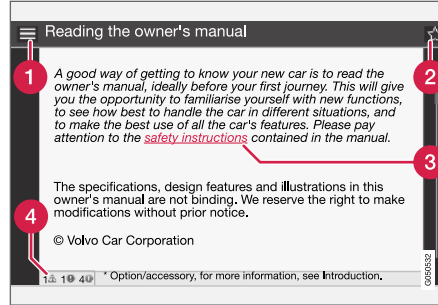 Reading the owner's manual
1
2
A good way of getting to know your new car is to read the
owner's manual, ideally before your first journey. This will give
you the opportunity to familiarise yourself with new functions,
to see how best to handle the car in different situations, and
to make the best use of all the car's features. Please pay
attention to the safety instructions contained in the manual.
3
The specifications, design features and illustrations in this
owner's manual are not binding. We reserve the right to make
modifications without prior notice.
4
© Volvo Car Corporation
1 1 4 * Option/accessory, for more information, see Introduction.
G050532